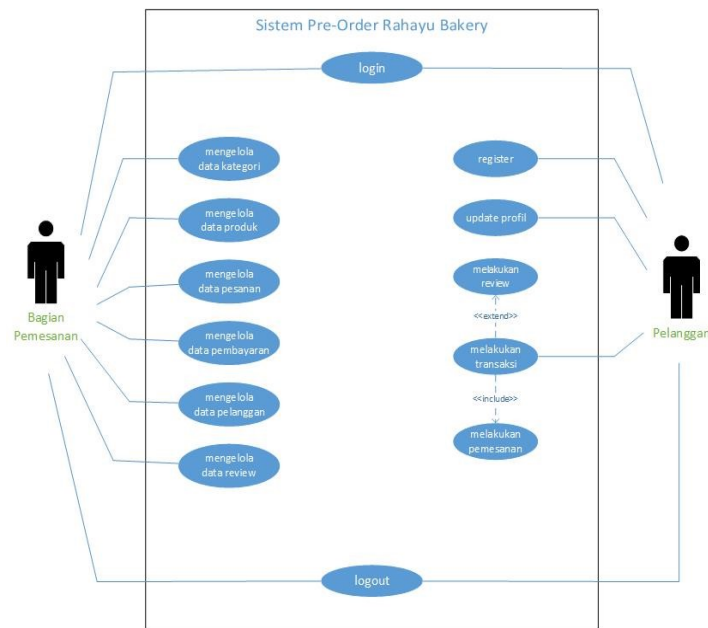 Sistem Pre-Order Rahayu Bakery
login
mengelola
data kategori
register
mengelola
data produk
update profil
mengelola
data pesanan
melakukan
review
<<extend>>
Bagian
Pemesanan
Pelanggan
mengelola
data pembayaran
melakukan
transaksi
<<include>>
mengelola
data pelanggan
melakukan
pemesanan
mengelola
data review
logout